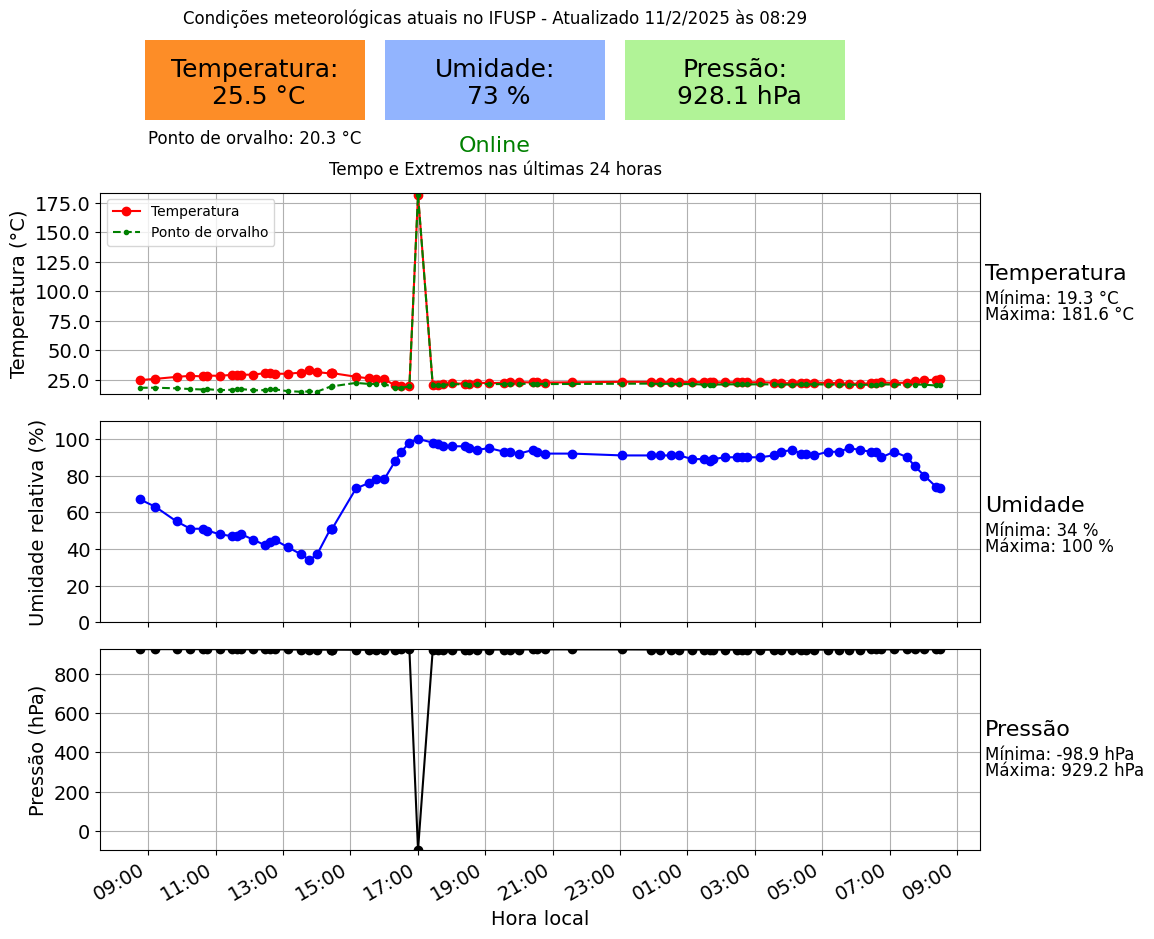 Condições meteorológicas atuais no IFUSP - Atualizado 11/2/2025 às 08:29
Temperatura:
25.5 °C
Umidade:
73 %
Pressão:
928.1 hPa
Ponto de orvalho: 20.3 °C
Online
Tempo e Extremos nas últimas 24 horas
Temperatura (°C)
175.0
150.0
125.0
100.0
75.0
50.0
25.0
Temperatura
Ponto de orvalho
Temperatura
Mínima: 19.3 °C
Máxima: 181.6 °C
Umidade relativa (%)
100
80
60
40
20
0
Umidade
Mínima: 34 %
Máxima: 100 %
Pressão (hPa)
800
600
400
200
0
Pressão
Mínima: -98.9 hPa
Máxima: 929.2 hPa
09:00 11:00 13:00 15:00 17:00 19:00 21:00 23:00 01:00 03:00 05:00 07:00 09:00
Hora local